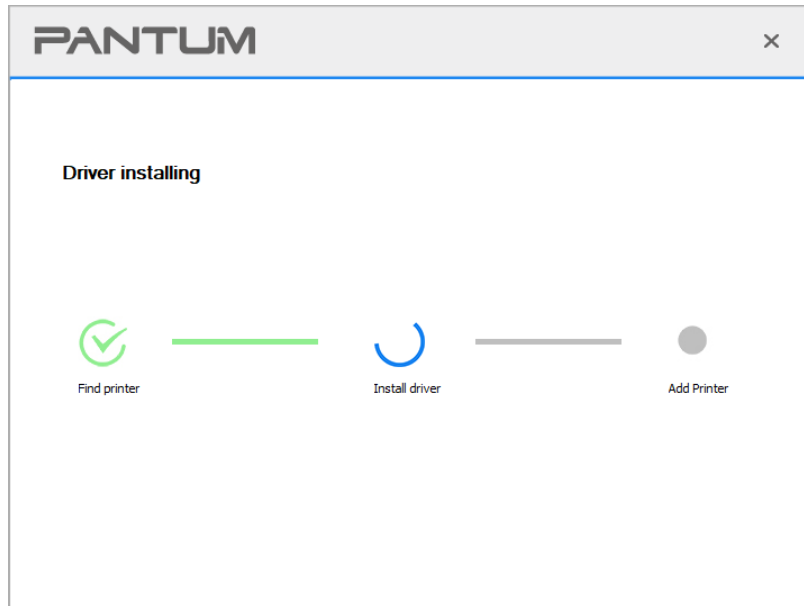 PANTUM
Driver installing
Find printer
Install driver
Add Printer